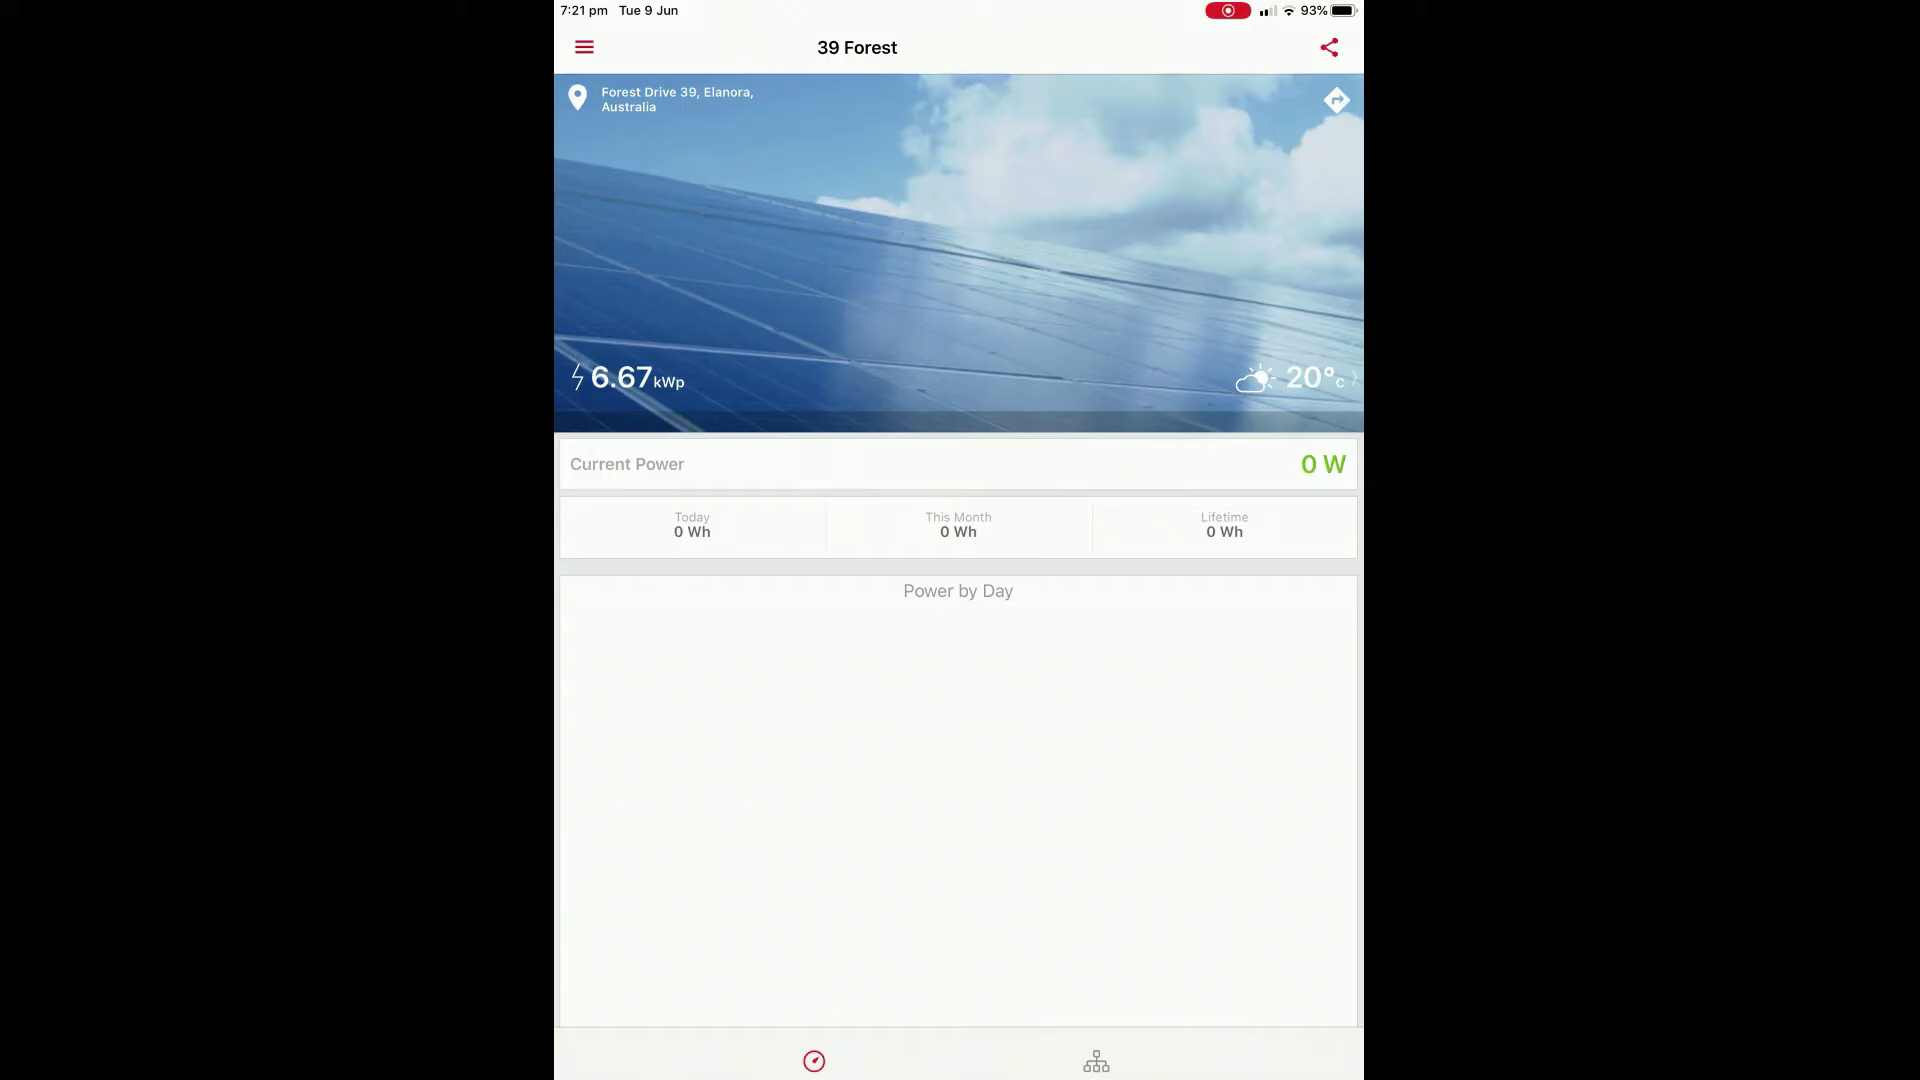 7:21 pm Tue 9 Jun
93%
39 Forest
Forest Drive 39, Elanora,
Australia
6.67 kWp
20°C
Current Power
0 W
Today
0 Wh
This Month
0 Wh
Lifetime
0 Wh
Power by Day